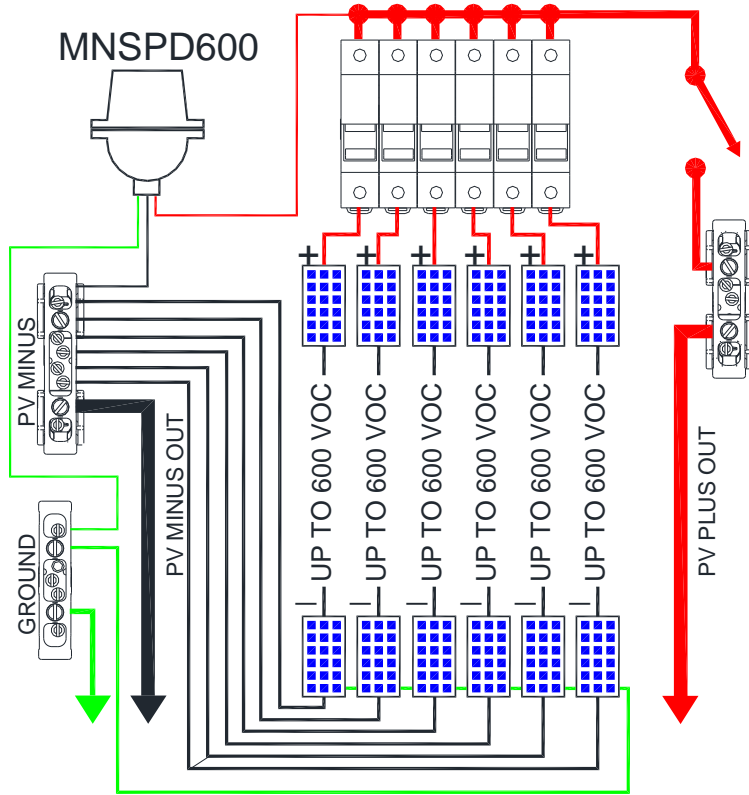 MNSPD600
+ + + + + +
PV MINUS
PV MINUS OUT
GROUND
UP TO 600 VOC
UP TO 600 VOC
UP TO 600 VOC
UP TO 600 VOC
UP TO 600 VOC
UP TO 600 VOC
PV PLUS OUT
— — — — — —